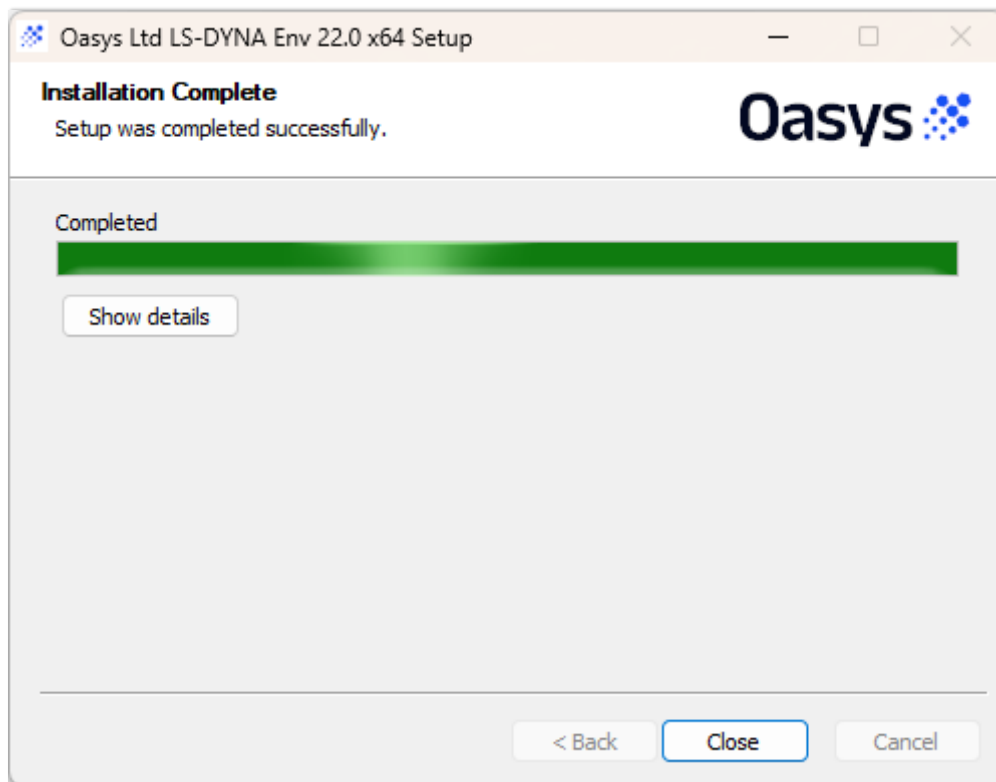 Oasys Ltd LS-DYNA Env 22.0 x64 Setup
Installation Complete
Setup was completed successfully.
Oasys
Completed
Show details
< Back
Close
Cancel